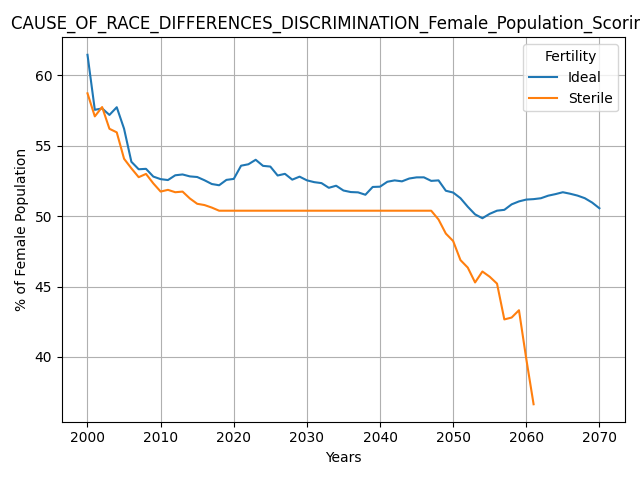 CAUSE_OF_RACE_DIFFERENCES_DISCRIMINATION_Female_Population_Scorin
Fertility
Ideal
Sterile
% of Female Population
60
55
50
45
40
2000 2010 2020 2030 2040 2050 2060 2070
Years